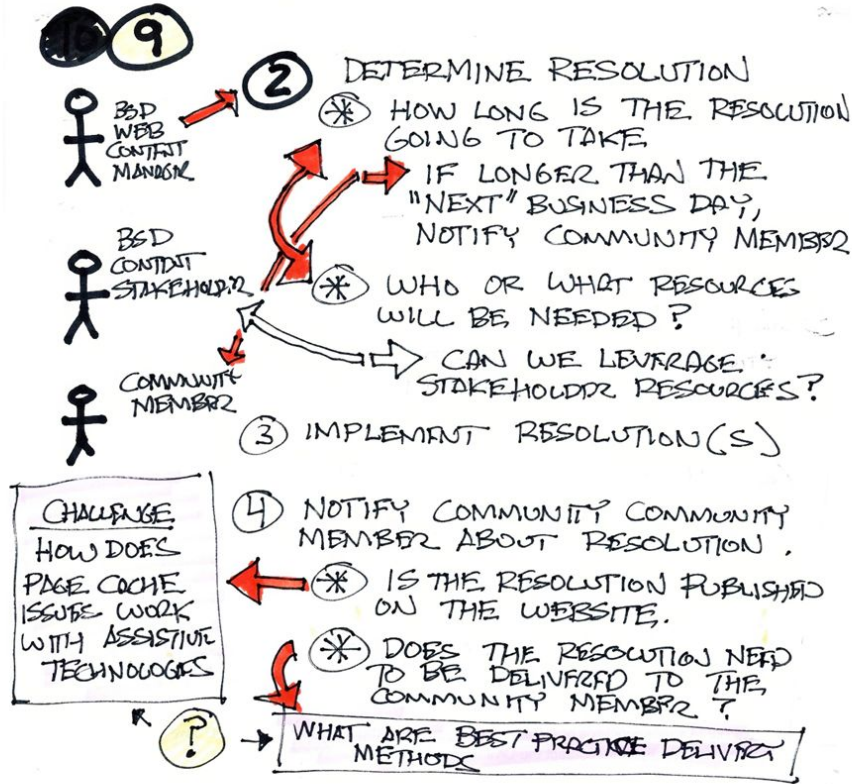 10 9
2 DETERMINE RESOLUTION
BSD
WEB
CONTENT
MANAGER
* HOW LONG IS THE RESOLUTION
GOING TO TAKE
IF LONGER THAN THE
"NEXT" BUSINESS DAY,
NOTIFY COMMUNITY MEMBER
BSD
CONTENT
STAKEHOLDER
* WHO OR WHAT RESOURCES
WILL BE NEEDED?
CAN WE LEVERAGE
STAKEHOLDER RESOURCES?
COMMUNITY
MEMBER
3 IMPLEMENT RESOLUTION(S)
4 NOTIFY COMMUNITY COMMUNITY
MEMBER ABOUT RESOLUTION.
* IS THE RESOLUTION PUBLISHED
ON THE WEBSITE.
* DOES THE RESOLUTION NEED
TO BE DELIVERED TO THE
COMMUNITY MEMBER?
CHALLENGE
HOW DOES
PAGE CACHE
ISSUES WORK
WITH ASSISTIVE
TECHNOLOGIES
?
WHAT ARE BEST PRACTICE DELIVERY
METHODS